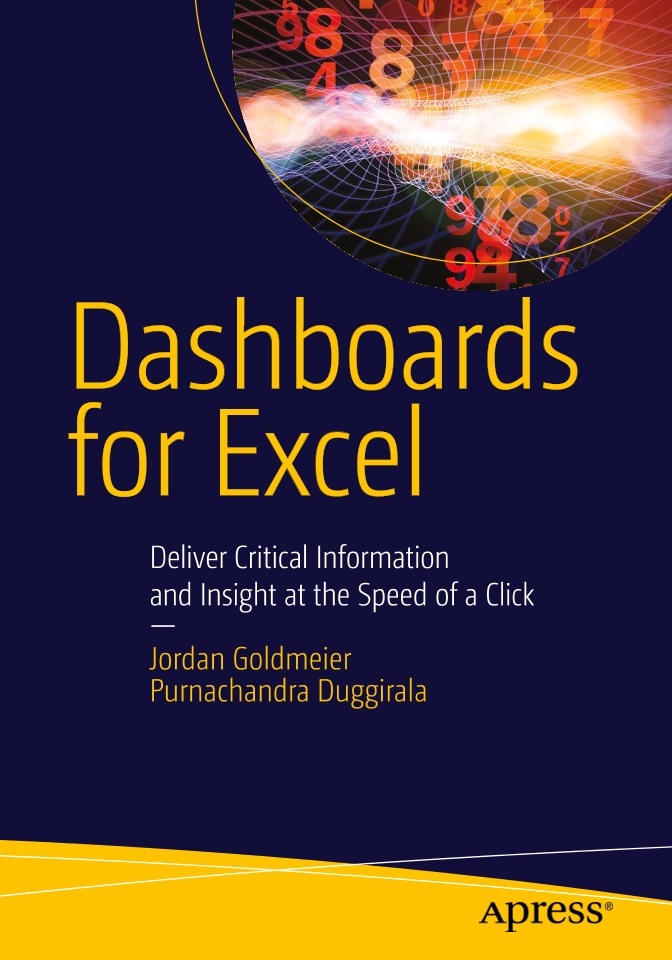 Dashboards
for Excel
Deliver Critical Information
and Insight at the Speed of a Click
Jordan Goldmeier
Purnachandra Duggirala
Apress®